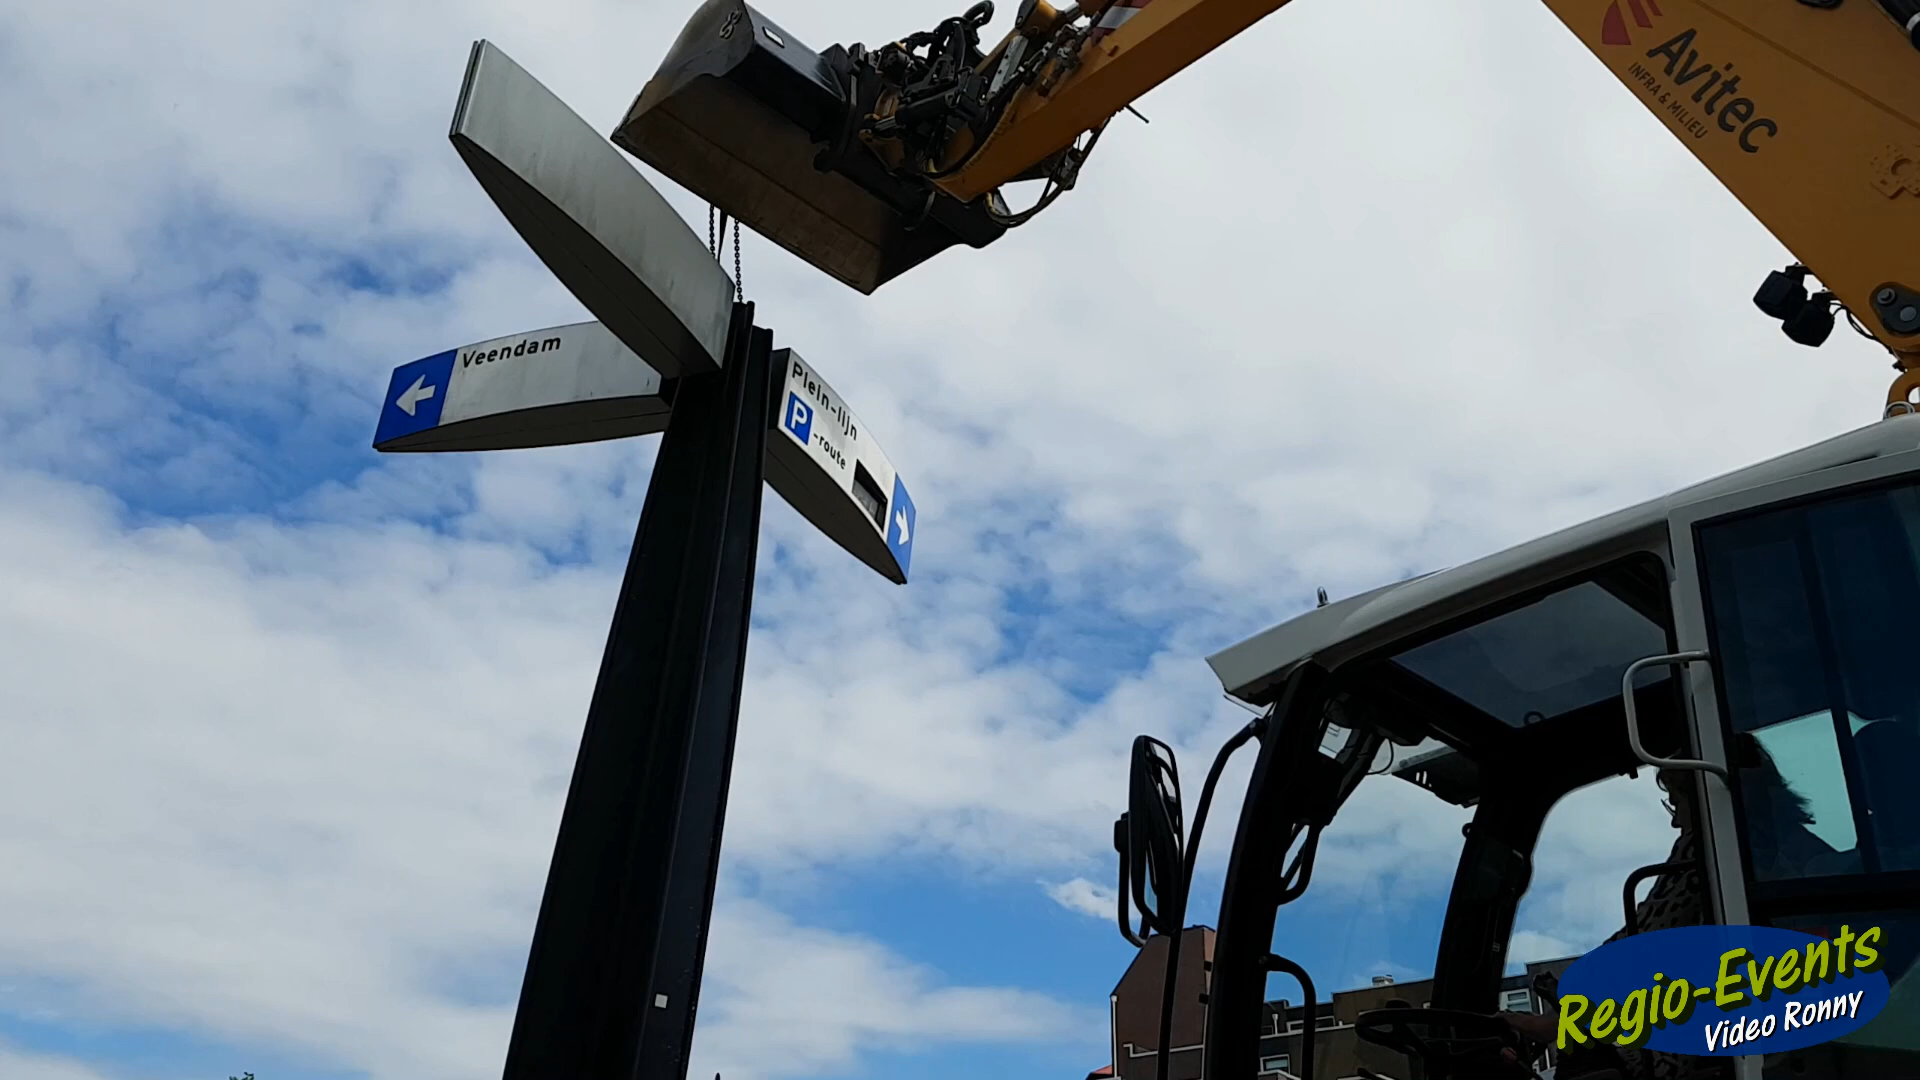 Avitec
INFRA & MILIEU
Veendam
Plein-lijn
P-route
Regio-Events
Video Ronny